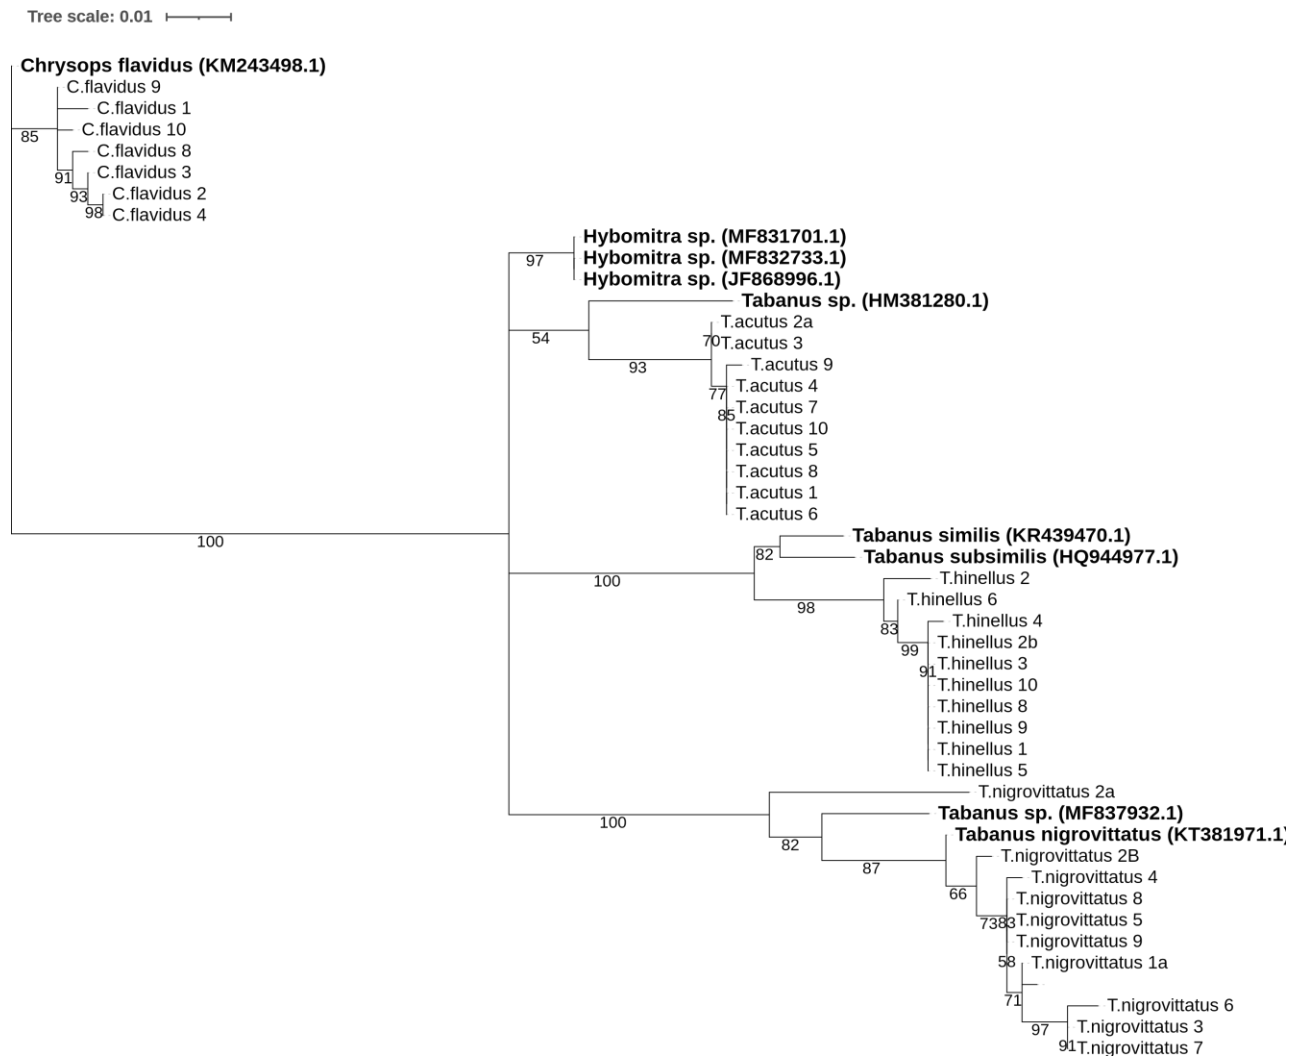 Tree scale: 0.01
Chrysops flavidus (KM243498.1)
C.flavidus 9
C.flavidus 1
C.flavidus 10
85
C.flavidus 8
C.flavidus 3
91
C.flavidus 2
93
C.flavidus 4
98
Hybomitra sp. (MF831701.1)
Hybomitra sp. (MF832733.1)
97
Hybomitra sp. (JF868996.1)
Tabanus sp. (HM381280.1)
T.acutus 2a
54
70
T.acutus 3
T.acutus 9
93
T.acutus 4
77
T.acutus 7
85
T.acutus 10
T.acutus 5
T.acutus 8
T.acutus 1
T.acutus 6
Tabanus similis (KR439470.1)
100
82
Tabanus subsimilis (HQ944977.1)
T.hinellus 2
100
T.hinellus 6
98
T.hinellus 4
83
T.hinellus 2b
99
T.hinellus 3
91
T.hinellus 10
T.hinellus 8
T.hinellus 9
T.hinellus 1
T.hinellus 5
T.nigrovittatus 2a
Tabanus sp. (MF837932.1)
100
Tabanus nigrovittatus (KT381971.1)
82
T.nigrovittatus 2B
87
T.nigrovittatus 4
66
T.nigrovittatus 8
73
83
T.nigrovittatus 5
T.nigrovittatus 9
58
T.nigrovittatus 1a
71
T.nigrovittatus 6
97
T.nigrovittatus 3
91
T.nigrovittatus 7